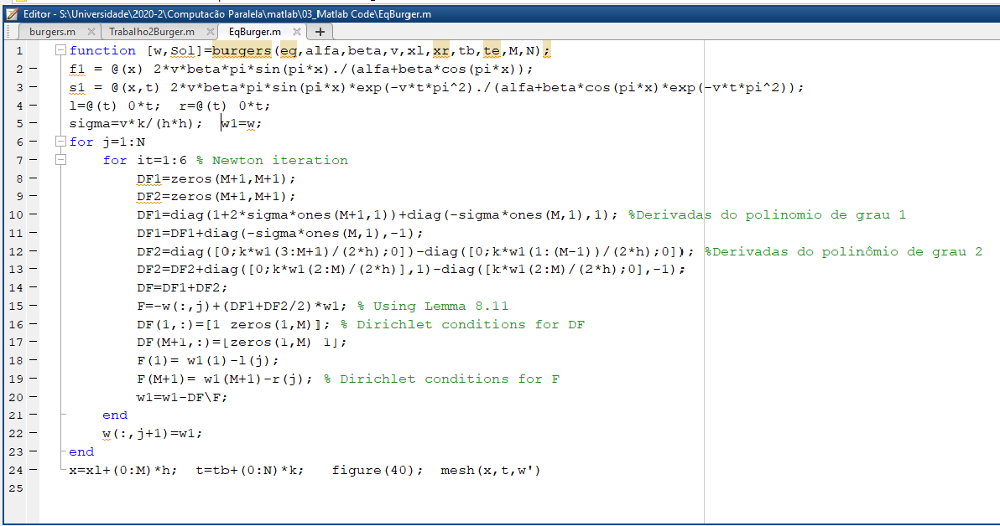 Editor - S:\Universidade\2020-2\Computacão Paralela\matlab\03_Matlab Code\EqBurger.m
burgers.m × Trabalho2Burger.m × EqBurger.m × +
1 function [w,Sol]=burgers(eq,alfa,beta,v,xl,xr,tb,te,M,N);
2 f1 = @(x) 2*v*beta*pi*sin(pi*x)./(alfa+beta*cos(pi*x));
3 s1 = @(x,t) 2*v*beta*pi*sin(pi*x)*exp(-v*t*pi^2)./(alfa+beta*cos(pi*x)*exp(-v*t*pi^2));
4 l=@(t) 0*t; r=@(t) 0*t;
5 sigma=v*k/(h*h); w1=w;
6 for j=1:N
7 for it=1:6 % Newton iteration
8 DF1=zeros(M+1,M+1);
9 DF2=zeros(M+1,M+1);
10 DF1=diag(1+2*sigma*ones(M+1,1))+diag(-sigma*ones(M,1),1); %Derivadas do polinomio de grau 1
11 DF1=DF1+diag(-sigma*ones(M,1),-1);
12 DF2=diag([0;k*w1(3:M+1)/(2*h);0])-diag([0;k*w1(1:(M-1))/(2*h);0]); %Derivadas do polinômio de grau 2
13 DF2=DF2+diag([0;k*w1(2:M)/(2*h)],1)-diag([k*w1(2:M)/(2*h);0],-1);
14 DF=DF1+DF2;
15 F=-w(:,j)+(DF1+DF2/2)*w1; % Using Lemma 8.11
16 DF(1,:)=[1 zeros(1,M)]; % Dirichlet conditions for DF
17 DF(M+1,:)=[zeros(1,M) 1];
18 F(1)= w1(1)-l(j);
19 F(M+1)= w1(M+1)-r(j); % Dirichlet conditions for F
20 w1=w1-DF\F;
21 end
22 w(:,j+1)=w1;
23 end
24 x=xl+(0:M)*h; t=tb+(0:N)*k; figure(40); mesh(x,t,w')
25